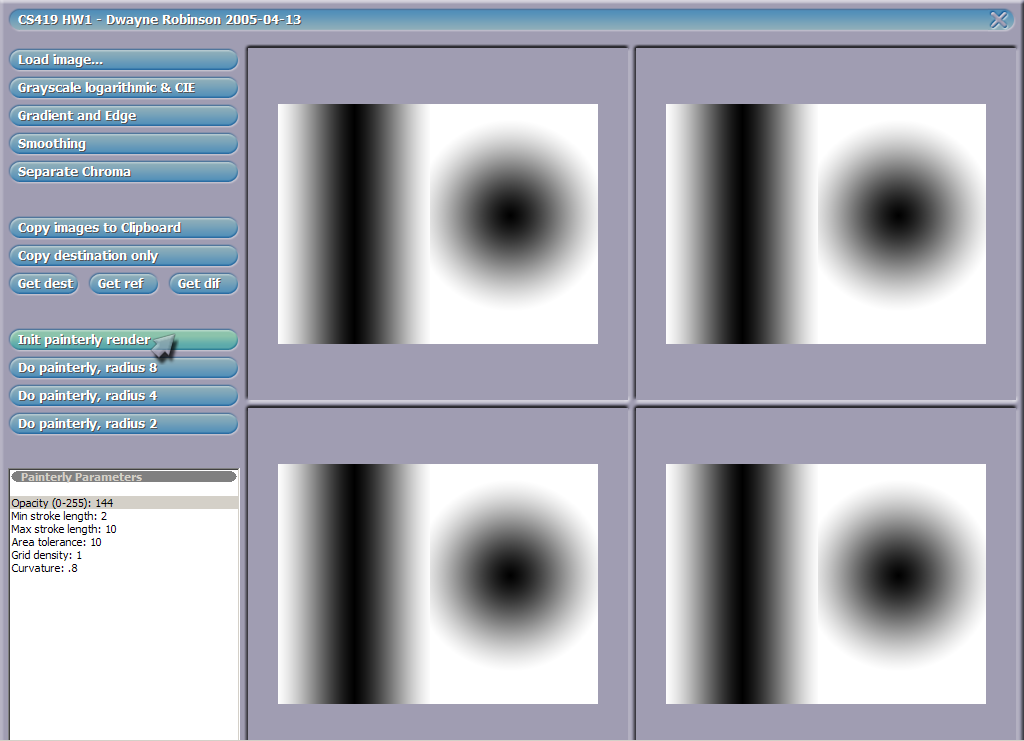 CS419 HW1 - Dwayne Robinson 2005-04-13
Load image...
Grayscale logarithmic & CIE
Gradient and Edge
Smoothing
Separate Chroma
Copy images to Clipboard
Copy destination only
Get dest Get ref Get dif
Init painterly render
Do painterly, radius 8
Do painterly, radius 4
Do painterly, radius 2
Painterly Parameters
Opacity (0-255): 144
Min stroke length: 2
Max stroke length: 10
Area tolerance: 10
Grid density: 1
Curvature: .8